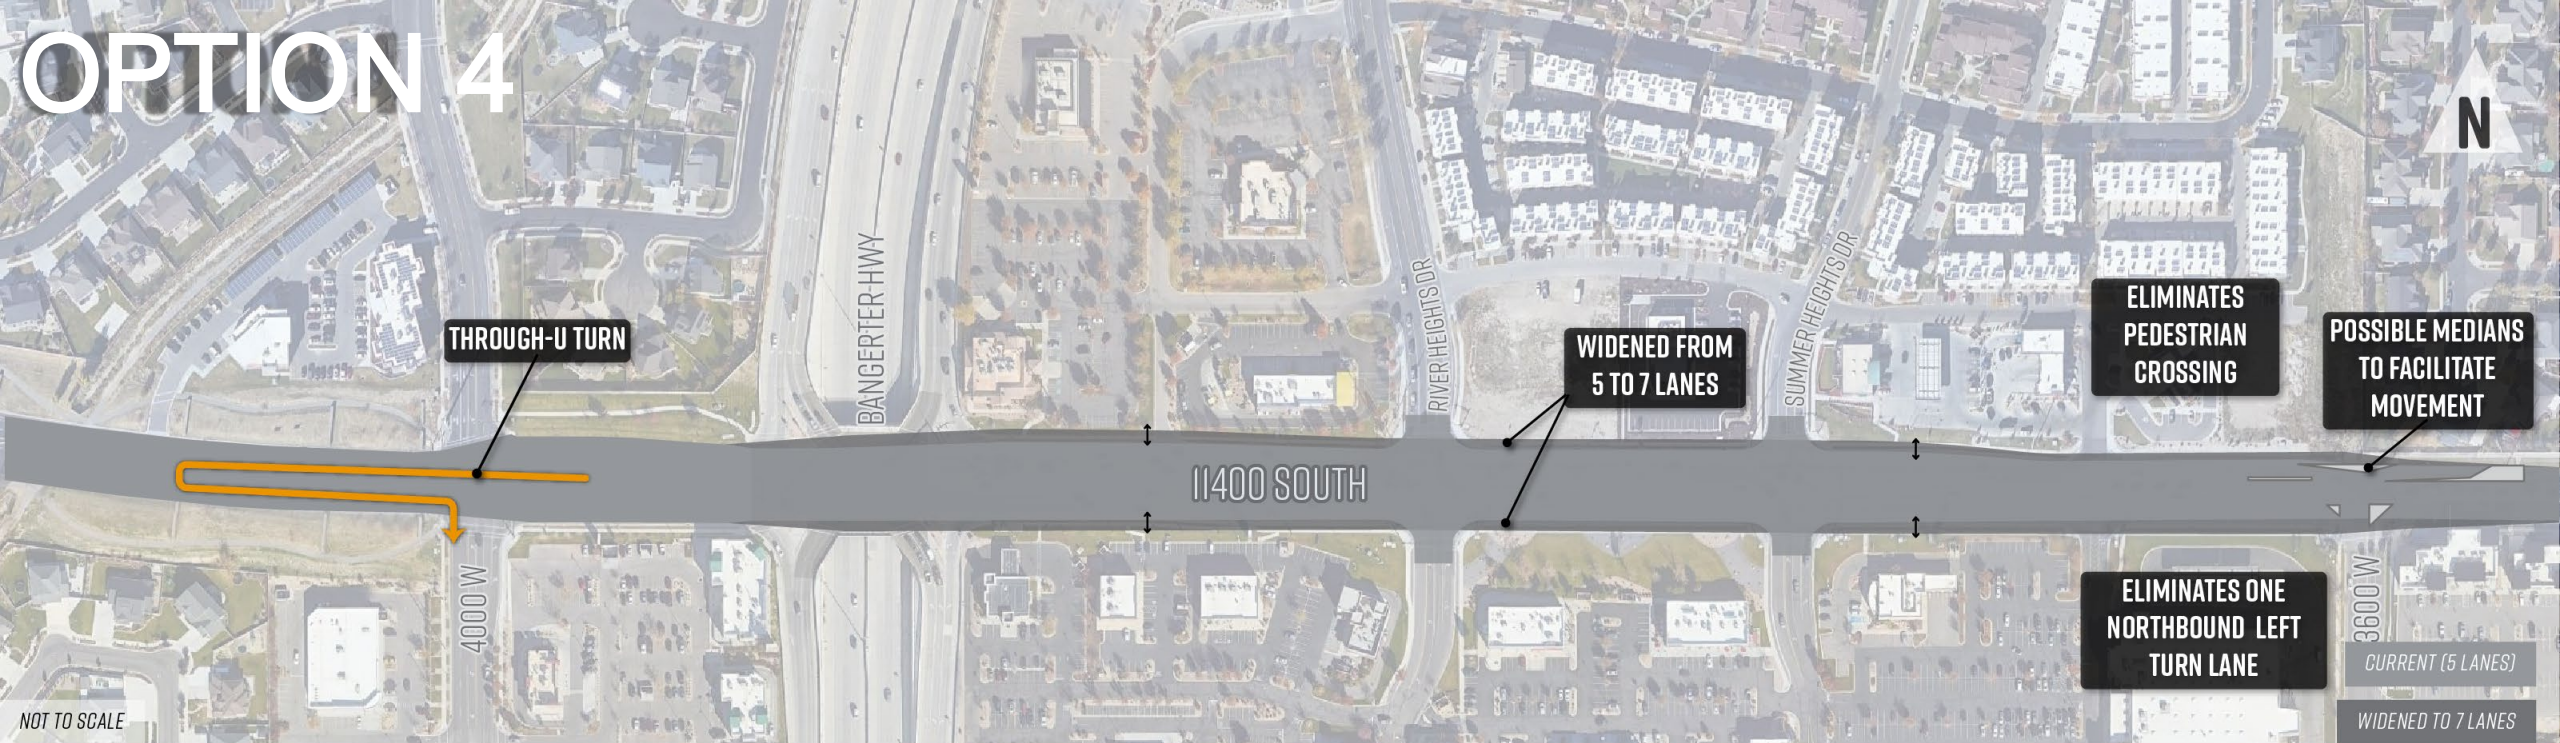 OPTION 4
N
THROUGH-U TURN
BANGERTER HWY
RIVER HEIGHTS DR
WIDENED FROM
5 TO 7 LANES
SUMMER HEIGHTS DR
ELIMINATES
PEDESTRIAN
CROSSING
POSSIBLE MEDIANS
TO FACILITATE
MOVEMENT
11400 SOUTH
4000 W
ELIMINATES ONE
NORTHBOUND LEFT
TURN LANE
3600 W
CURRENT (5 LANES)
WIDENED TO 7 LANES
NOT TO SCALE